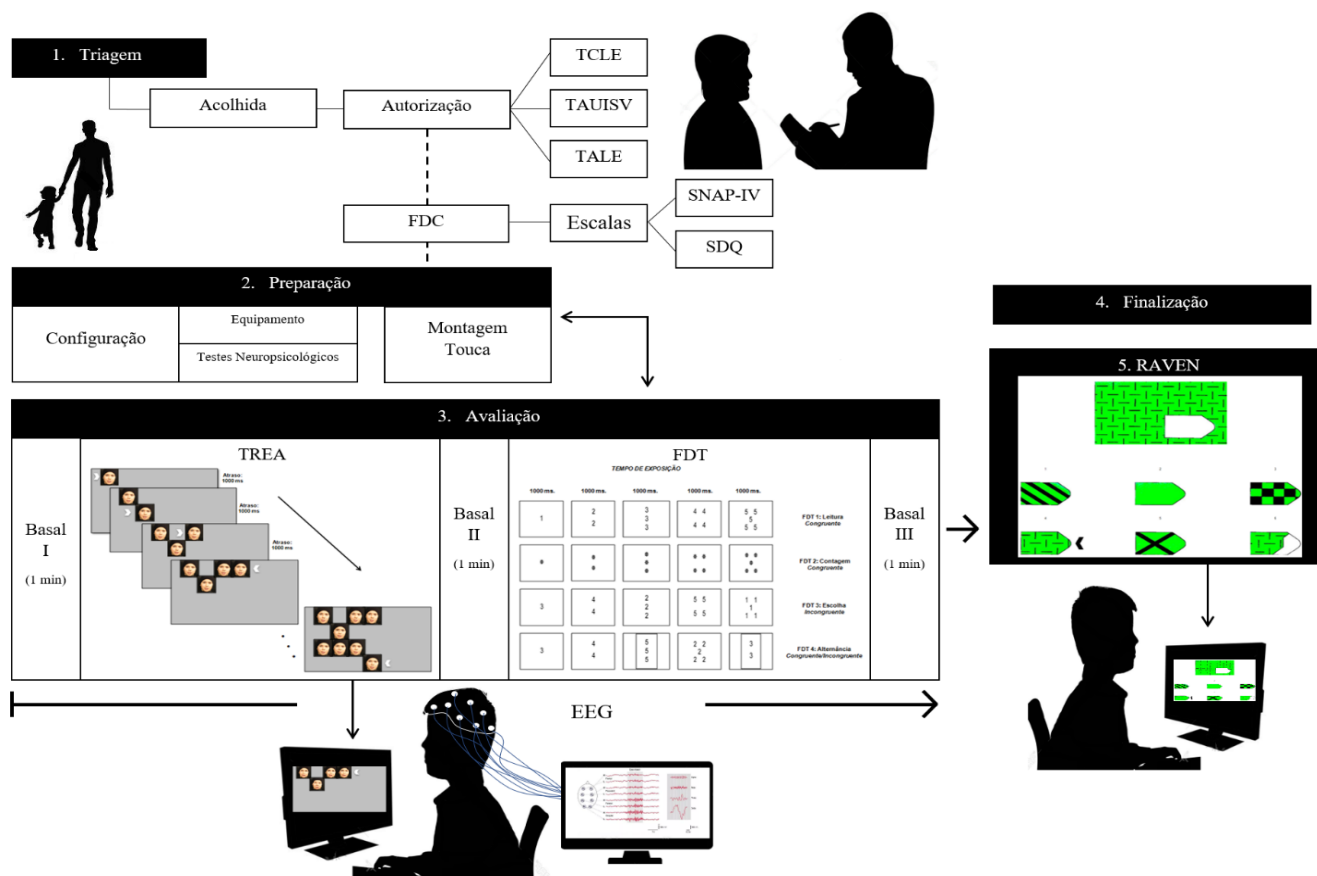 1. Triagem
Acolhida
Autorização
TCLE
TAUISV
TALE
FDC
Escalas
SNAP-IV
SDQ
2. Preparação
Configuração
Equipamento
Testes Neuropsicológicos
Montagem
Touca
3. Avaliação
Basal
I
(1 min)
TREA
Atraso:
1000 ms
Atraso:
1000 ms
Atraso:
1000 ms
Basal
II
(1 min)
FDT
TEMPO DE EXPOSIÇÃO
1000 ms. 1000 ms. 1000 ms. 1000 ms. 1000 ms.
1
2
2
3
3
3
4 4
4 4
5 5
5
5 5
FDT 1: Leitura
Congruente
FDT 2: Contagem
Congruente
3
4
4
2
2
2
5 5
5 5
1 1
1
1 1
FDT 3: Escolha
Incongruente
3
4
4
5
5
5
2 2
2
2 2
3
3
FDT 4: Alternância
Congruente/Incongruente
Basal
III
(1 min)
EEG
4. Finalização
5. RAVEN